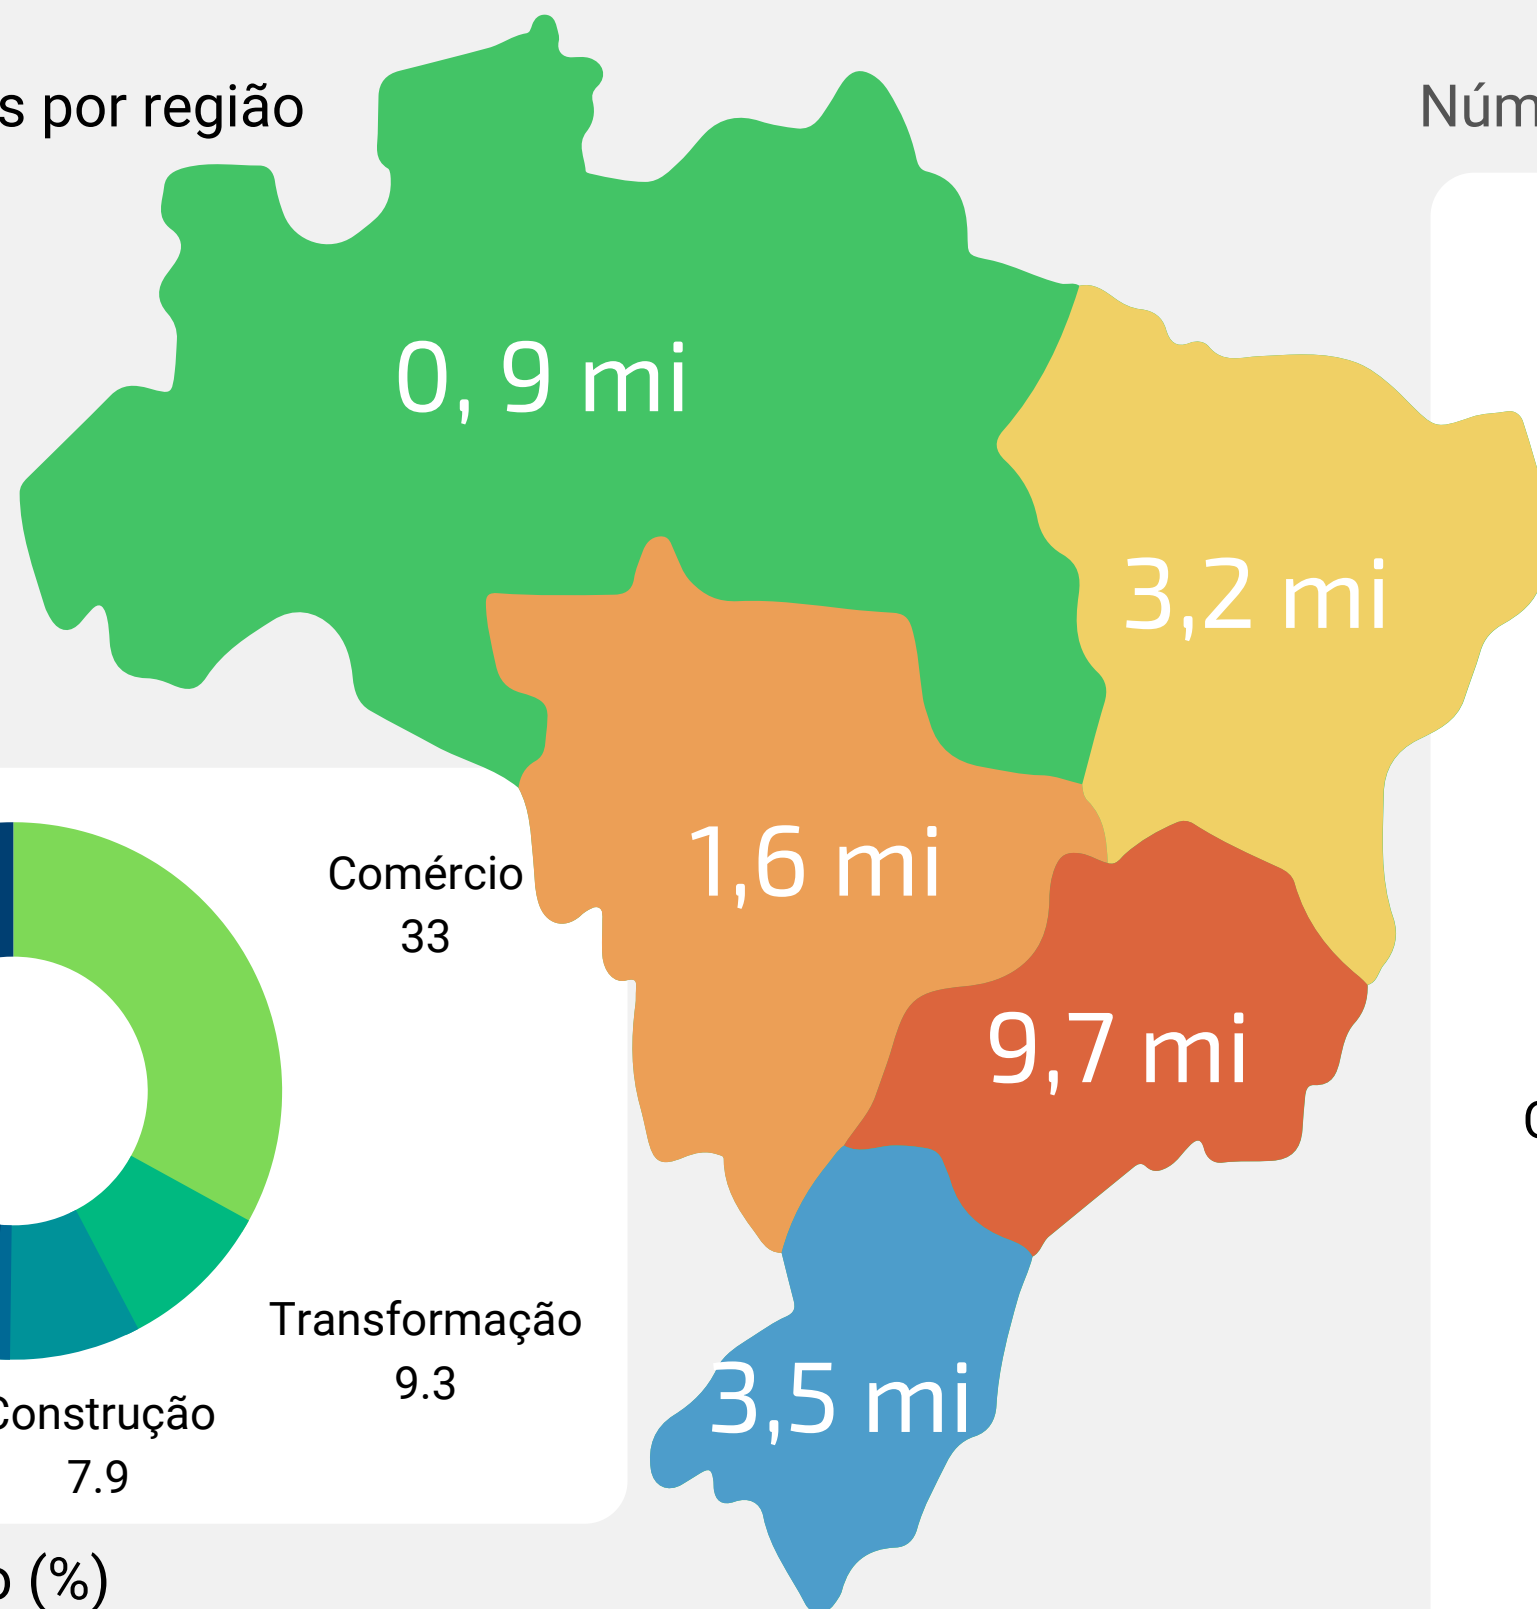 s por região
Núm
0, 9 mi
3,2 mi
1,6 mi
Comércio
33
9,7 mi
Transformação
9.3
3,5 mi
Construção
7.9
o (%)